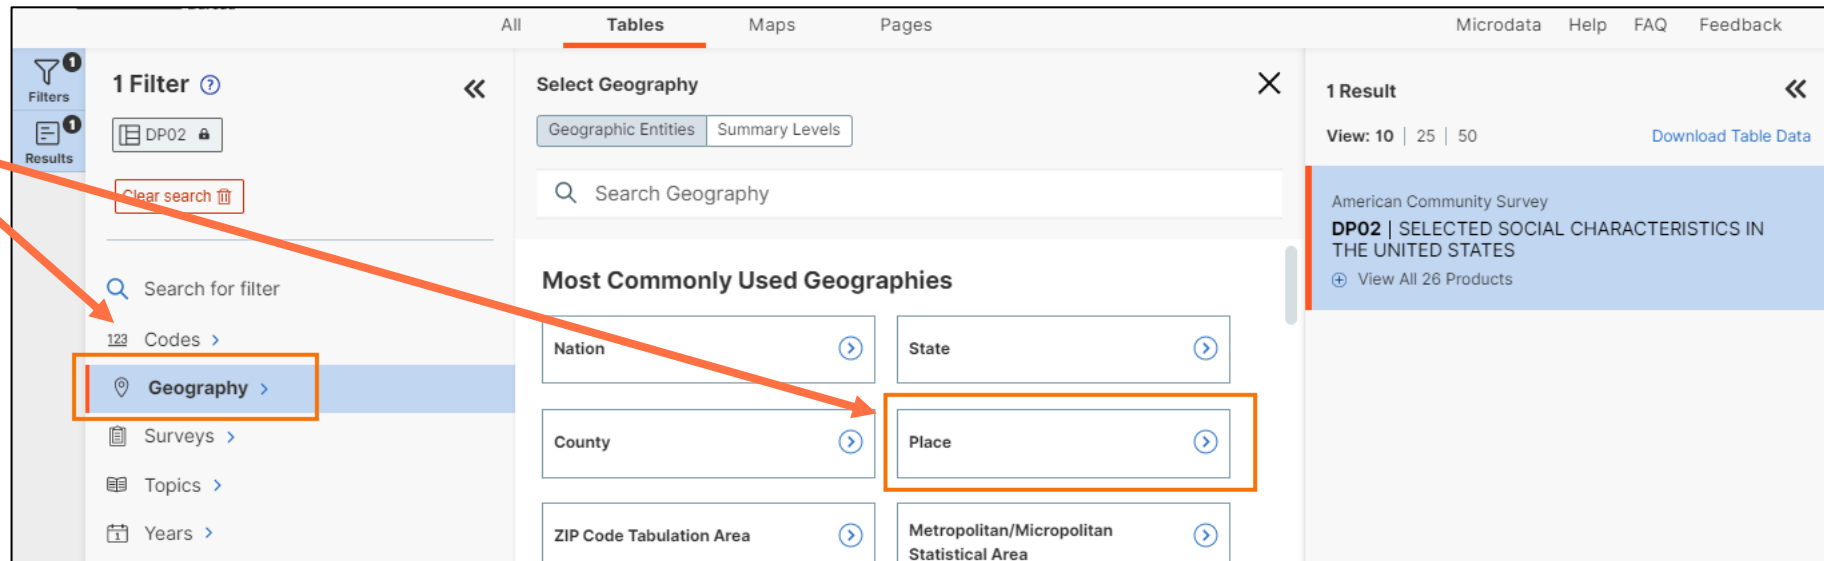 All
Tables
Maps
Pages
Microdata
Help
FAQ
Feedback
1
Filters
1
Results
1 Filter ?
DP02
Clear search
Search for filter
123 Codes
Geography
Surveys
Topics
1 Years
Select Geography
Geographic Entities
Summary Levels
Search Geography
Most Commonly Used Geographies
Nation
State
County
Place
ZIP Code Tabulation Area
Metropolitan/Micropolitan
Statistical Area
1 Result
View: 10 | 25 | 50
Download Table Data
American Community Survey
DP02 | SELECTED SOCIAL CHARACTERISTICS IN
THE UNITED STATES
View All 26 Products